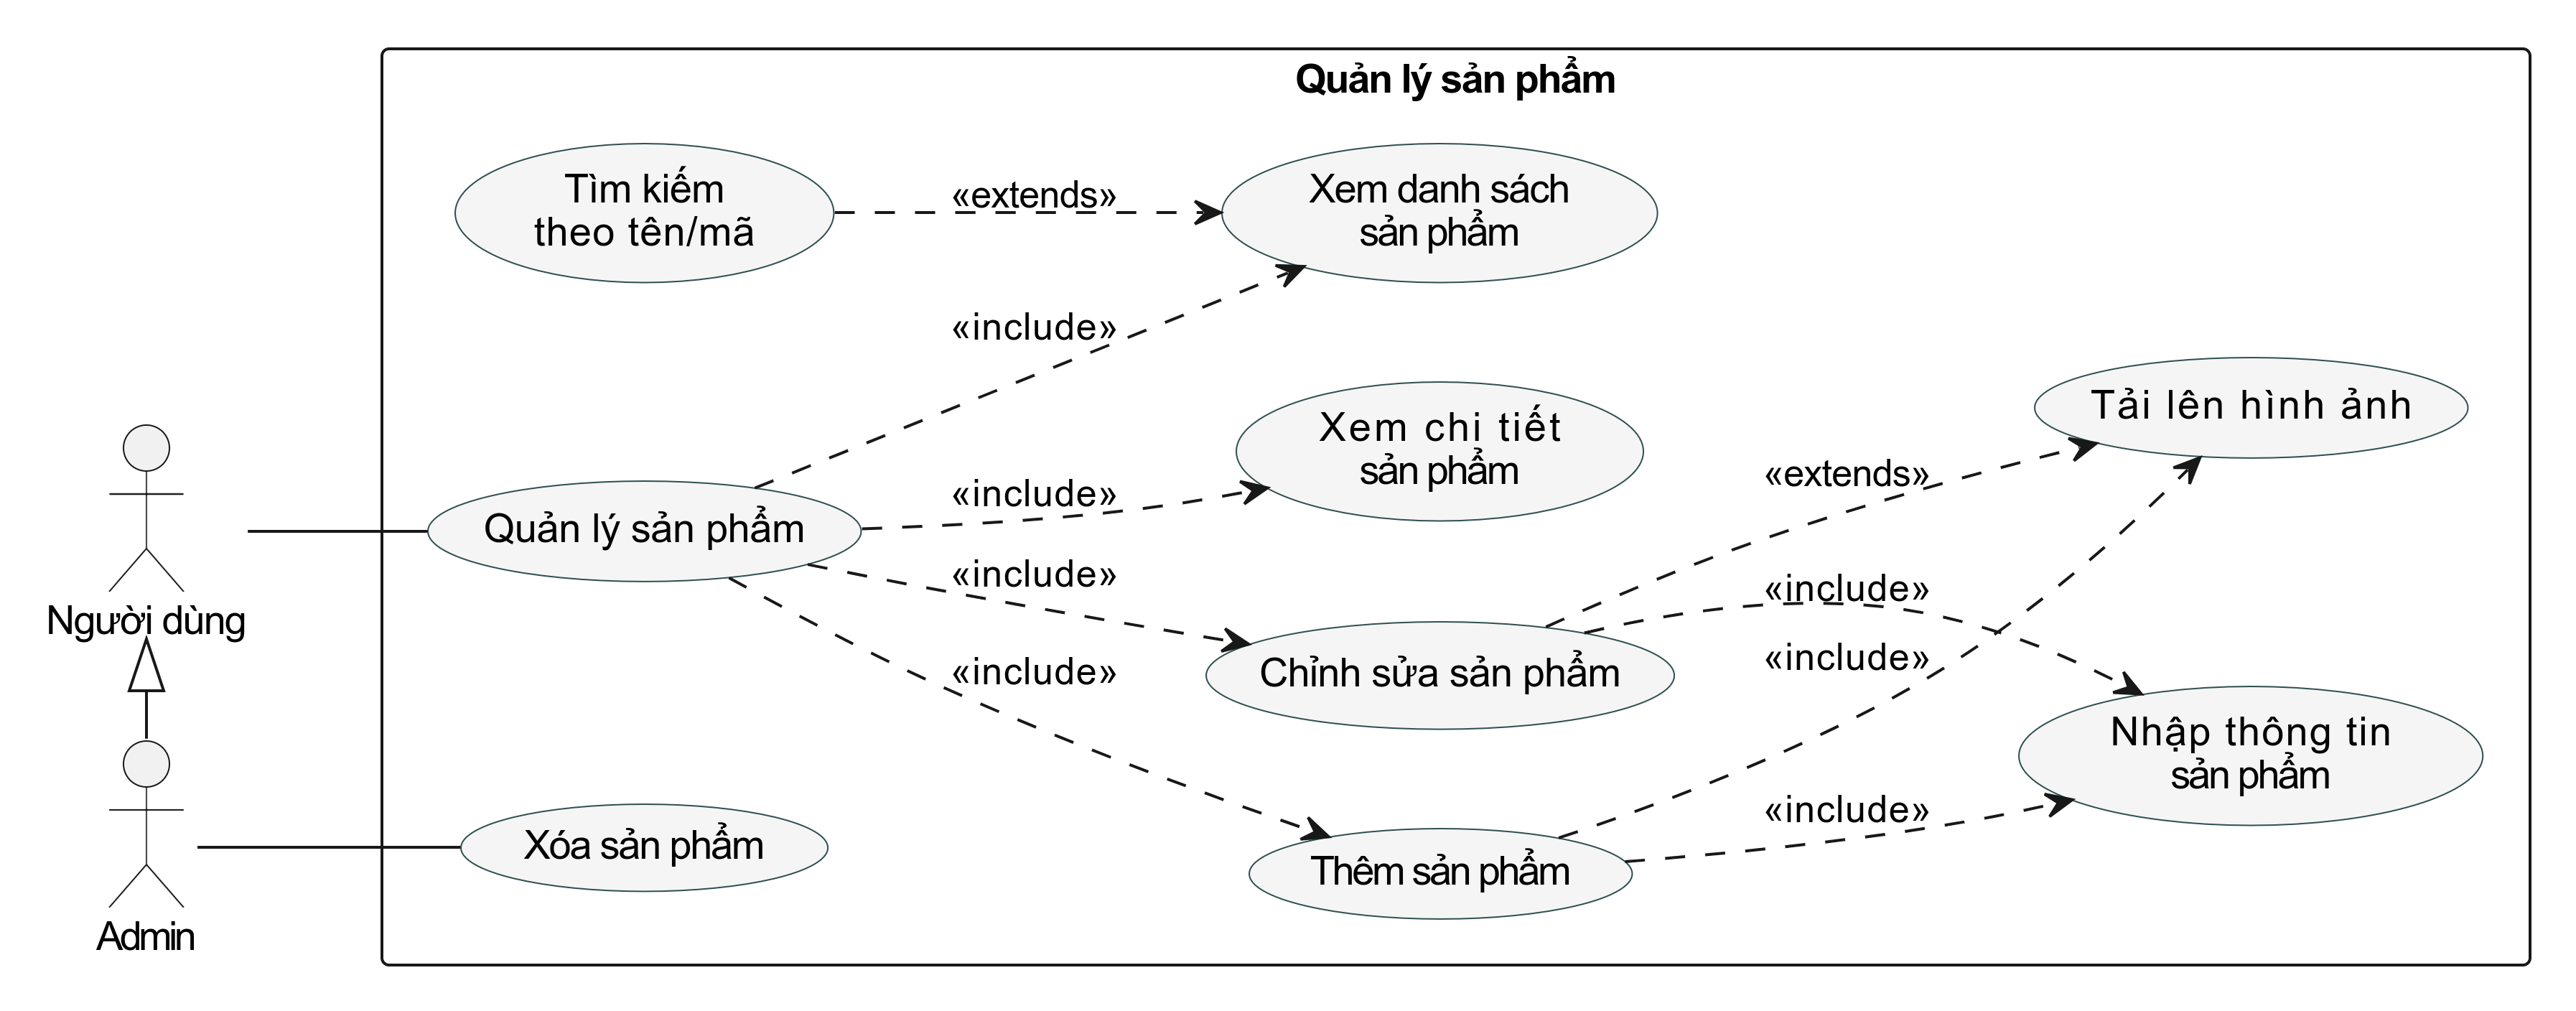 Quản lý sản phẩm
Tìm kiếm
theo tên/mã
«extends»
Xem danh sách
sản phẩm
«include»
Xem chi tiết
sản phẩm
Tải lên hình ảnh
«extends»
«include»
Quản lý sản phẩm
«include»
«include»
Người dùng
«include»
«include»
Chỉnh sửa sản phẩm
Nhập thông tin
sản phẩm
«include»
Xóa sản phẩm
Thêm sản phẩm
Admin